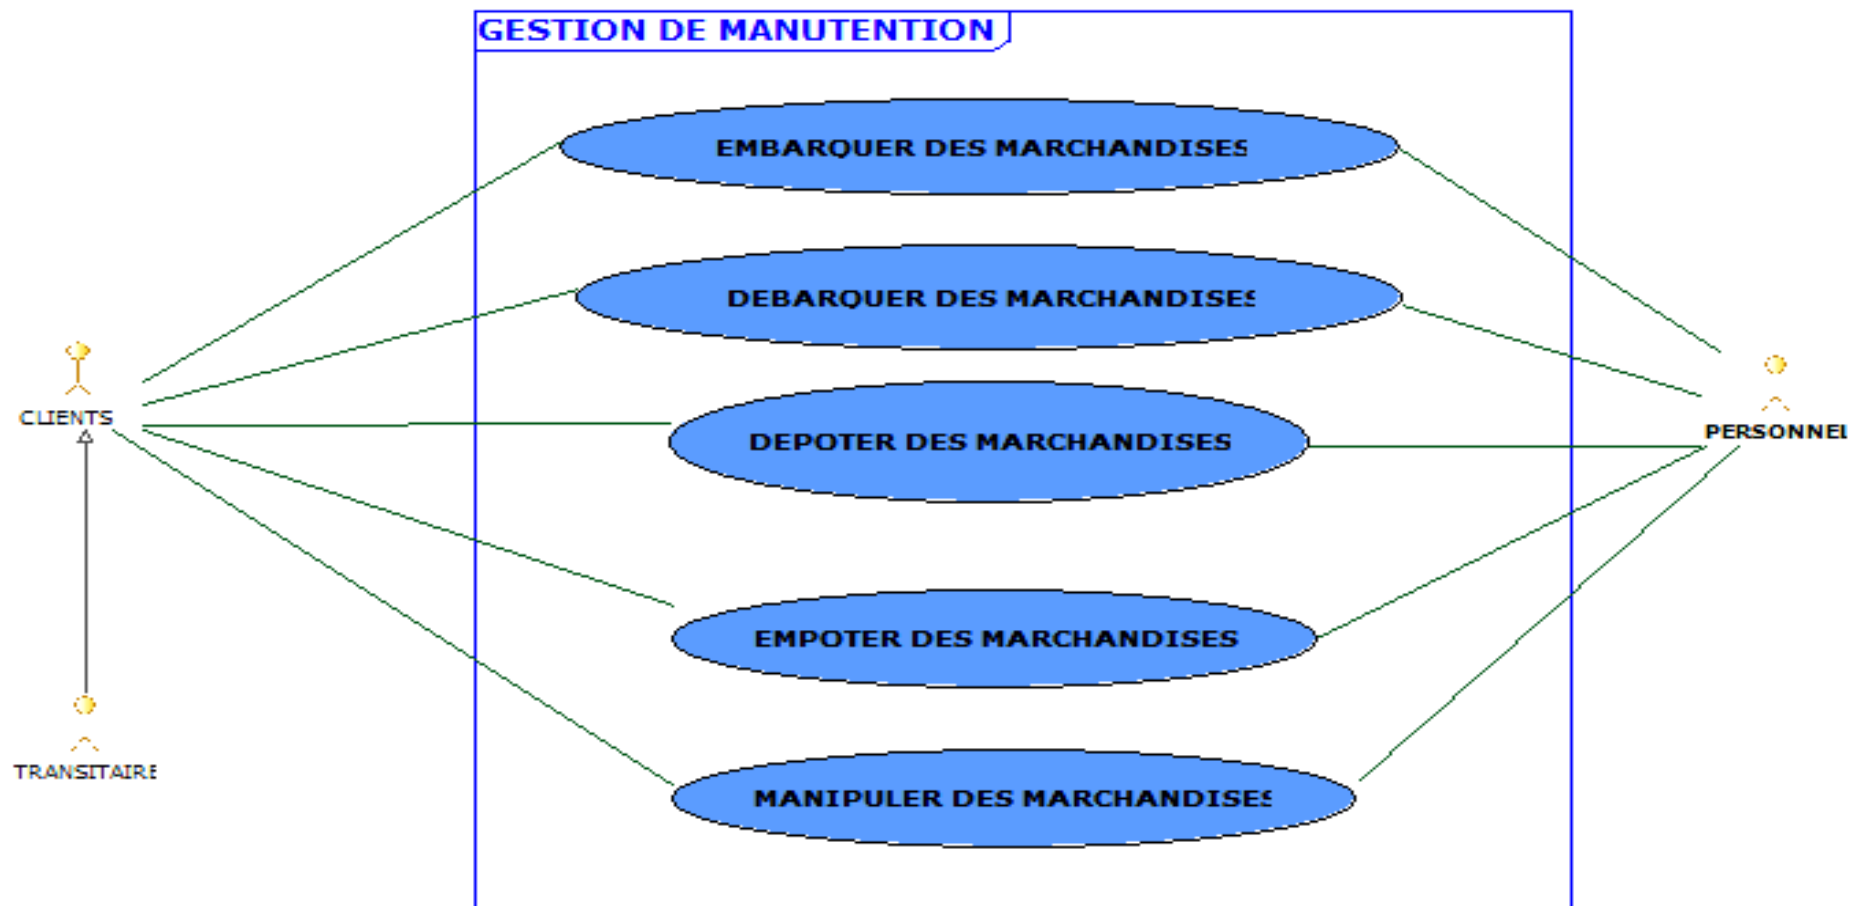 GESTION DE MANUTENTION
EMBARQUER DES MARCHANDISES
DEBARQUER DES MARCHANDISES
CLIENTS
DEPOTER DES MARCHANDISES
PERSONNEL
EMPOTER DES MARCHANDISES
TRANSITAIRE
MANIPULER DES MARCHANDISES